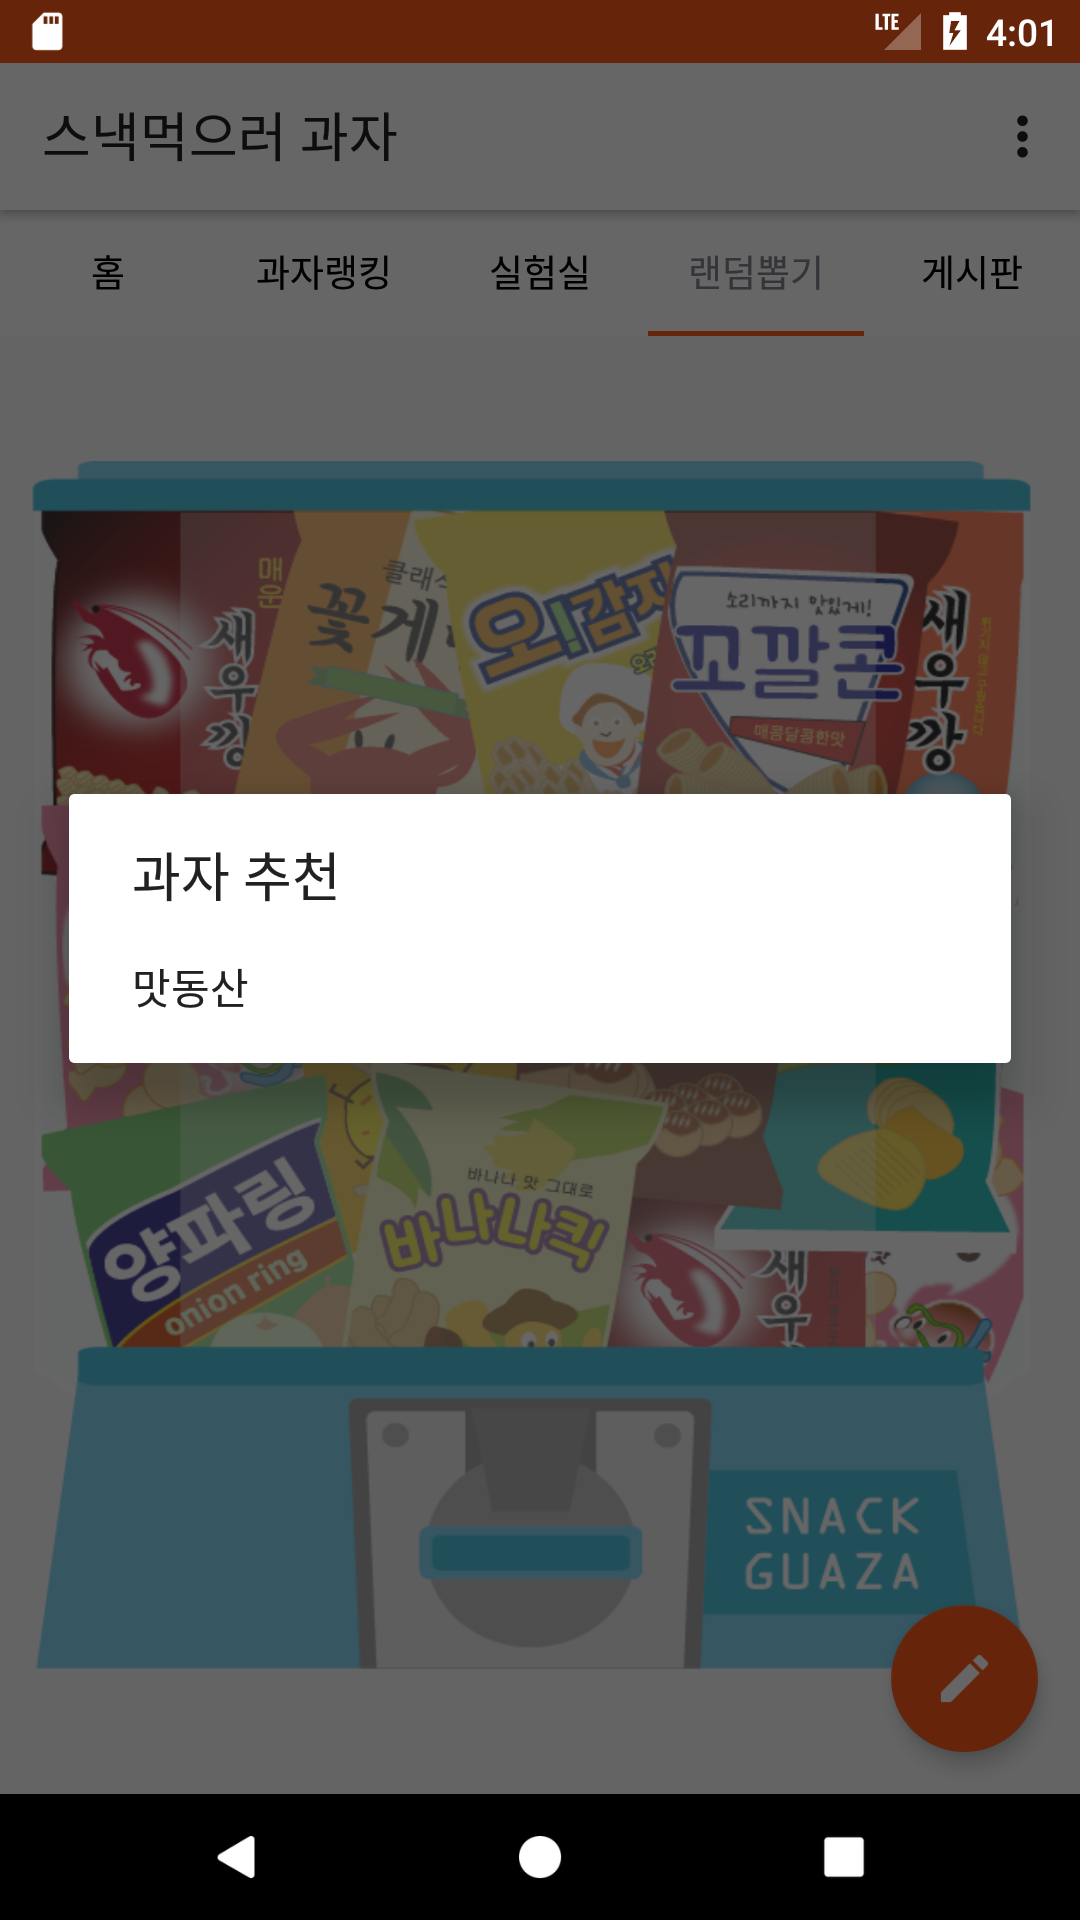 LTE 4:01
스낵먹으러 과자
홈 과자랭킹 실험실 랜덤뽑기 게시판
매운
새우깡
클래식
꽃게
오!감자
소리까지 맛있게!
꼬깔콘
매콤달콤한맛
새우깡
과자 추천
맛동산
양파링
onion ring
바나나 맛 그대로
바나나킥
새우
맛
SNACK
GUAZA